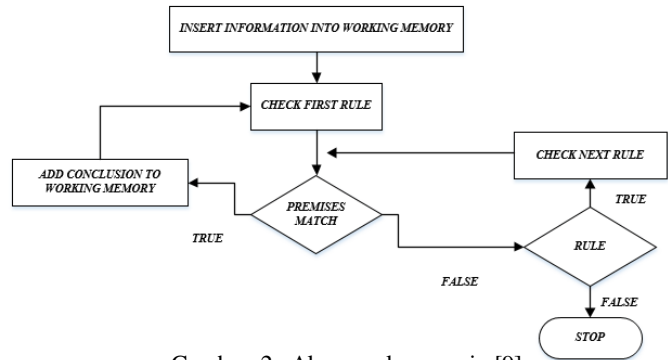 INSERT INFORMATION INTO WORKING MEMORY
CHECK FIRST RULE
CHECK NEXT RULE
ADD CONCLUSION TO
WORKING MEMORY
PREMISES
MATCH
TRUE
TRUE
RULE
FALSE
FALSE
STOP